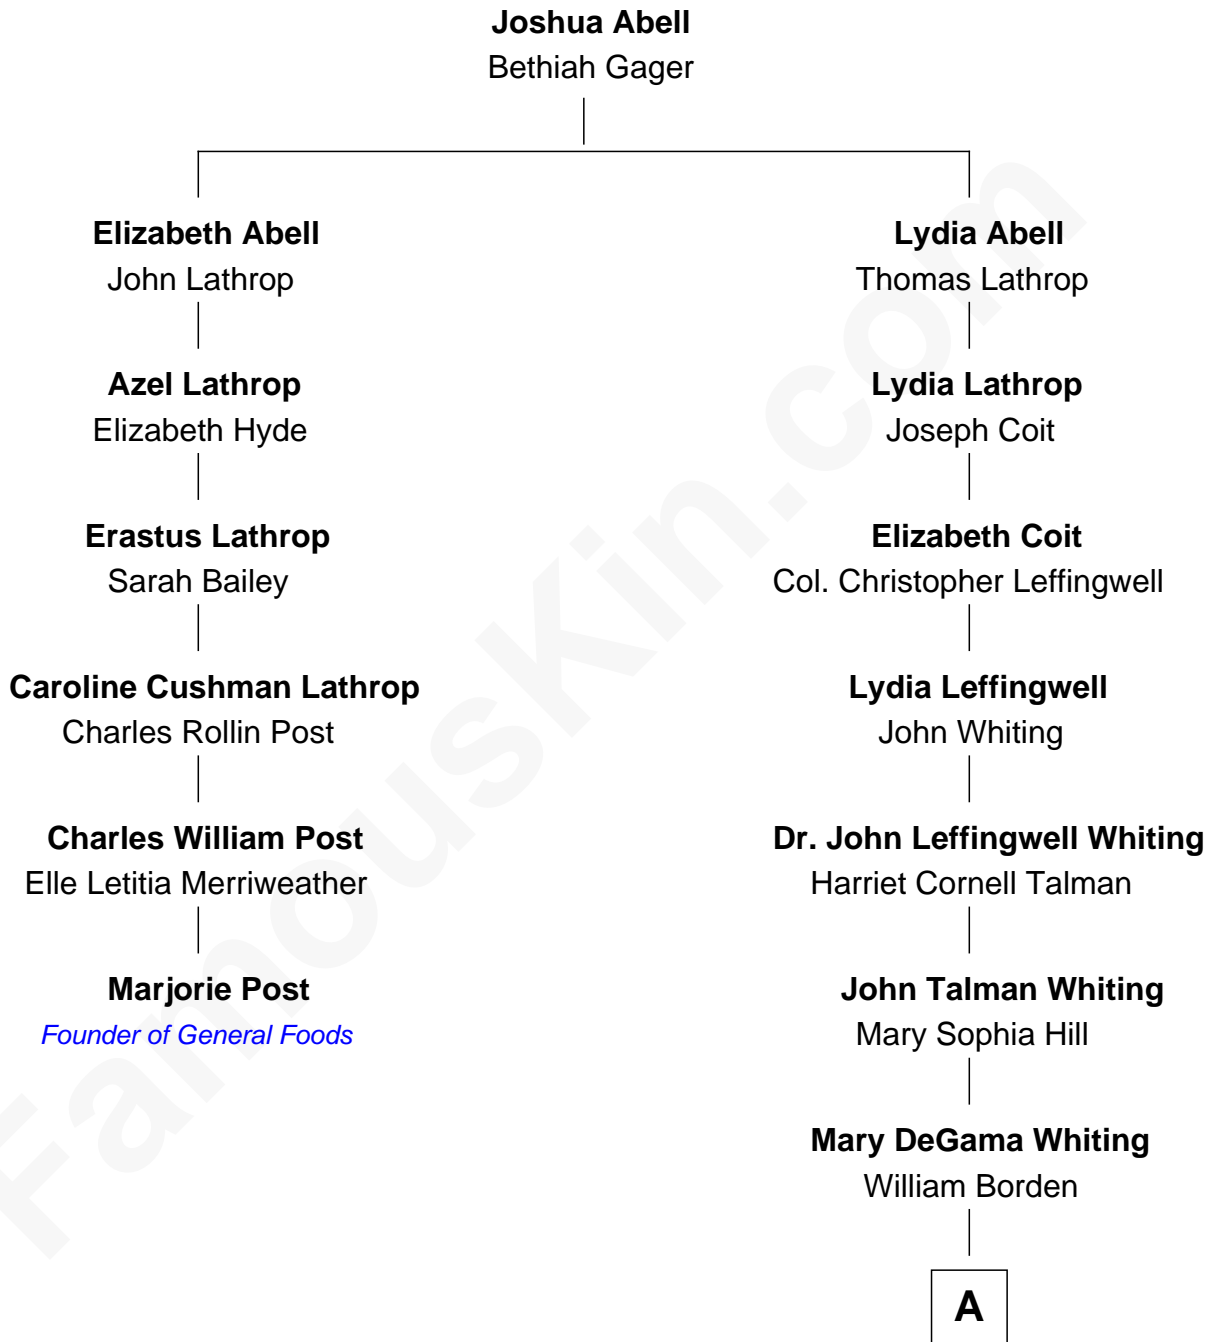 Joshua Abell
Bethiah Gager
Elizabeth Abell
John Lathrop
Lydia Abell
Thomas Lathrop
Azel Lathrop
Elizabeth Hyde
Lydia Lathrop
Joseph Coit
Erastus Lathrop
Sarah Bailey
Elizabeth Coit
Col. Christopher Leffingwell
Caroline Cushman Lathrop
Charles Rollin Post
Lydia Leffingwell
John Whiting
Charles William Post
Elle Letitia Merriweather
Dr. John Leffingwell Whiting
Harriet Cornell Talman
Marjorie Post
Founder of General Foods
John Talman Whiting
Mary Sophia Hill
Mary DeGama Whiting
William Borden
A
FamousKin.com